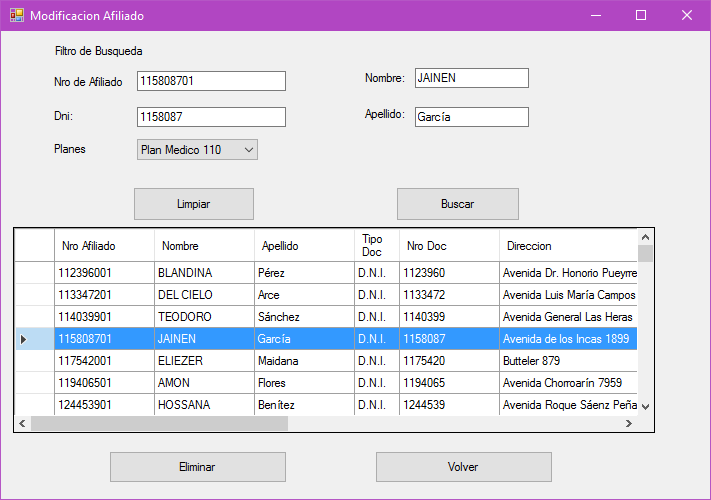 Modificacion Afiliado
Filtro de Busqueda
Nro de Afiliado 115808701 Nombre: JAINEN
Dni: 1158087 Apellido: García
Planes Plan Medico 110
Limpiar Buscar
Nro Afiliado Nombre Apellido Tipo Doc Nro Doc Direccion
112396001 BLANDINA Pérez D.N.I. 1123960 Avenida Dr. Honorio Pueyrre
113347201 DEL CIELO Arce D.N.I. 1133472 Avenida Luis María Campos
114039901 TEODORO Sánchez D.N.I. 1140399 Avenida General Las Heras
115808701 JAINEN García D.N.I. 1158087 Avenida de los Incas 1899
117542001 ELIEZER Maidana D.N.I. 1175420 Butteler 879
119406501 AMON Flores D.N.I. 1194065 Avenida Chorroarín 7959
124453901 HOSSANA Benítez D.N.I. 1244539 Avenida Roque Sáenz Peña
Eliminar Volver